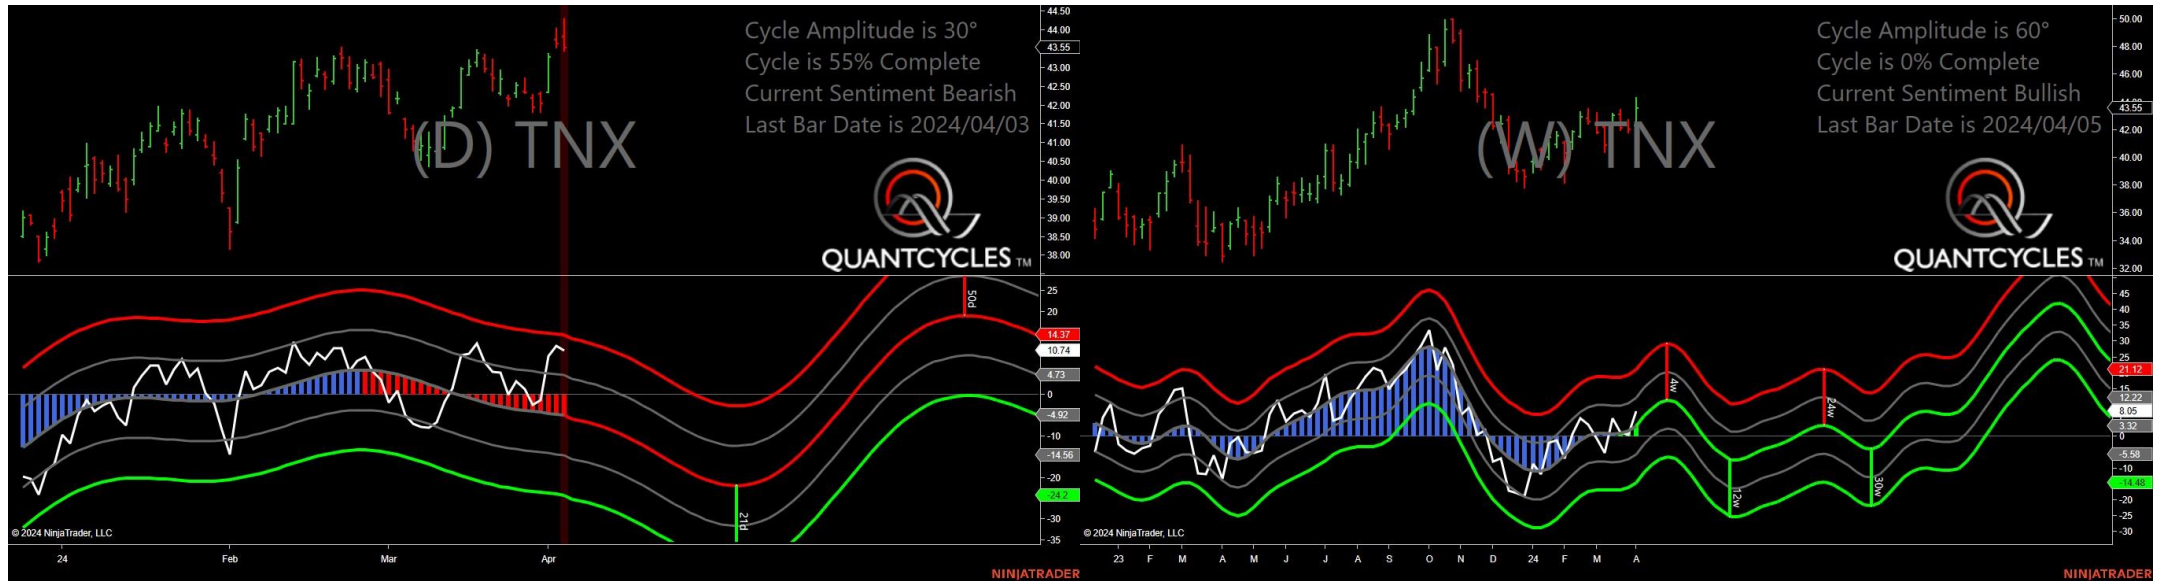 Cycle Amplitude is 30°
Cycle is 55% Complete
Current Sentiment Bearish
Last Bar Date is 2024/04/03
(D) TNX
QUANTCYCLES TM
44.50
44.00
43.55
43.00
42.50
42.00
41.50
41.00
40.50
40.00
39.50
39.00
38.50
38.00
50d
21d
25
20
14.37
10.74
4.73
0
-4.92
-10
-14.56
-20
-24.2
-30
-35
© 2024 NinjaTrader, LLC
24 Feb Mar Apr
NINJATRADER
Cycle Amplitude is 60°
Cycle is 0% Complete
Current Sentiment Bullish
Last Bar Date is 2024/04/05
(W) TNX
QUANTCYCLES TM
50.00
48.00
46.00
43.55
42.00
40.00
38.00
36.00
34.00
32.00
4w
12w
24w
30w
45
40
35
30
25
21.12
15
12.22
8.05
3.32
0
-5.58
-10
-14.48
-20
-25
-30
© 2024 NinjaTrader, LLC
23 F M A M J J A S O N D 24 F M A
NINJATRADER